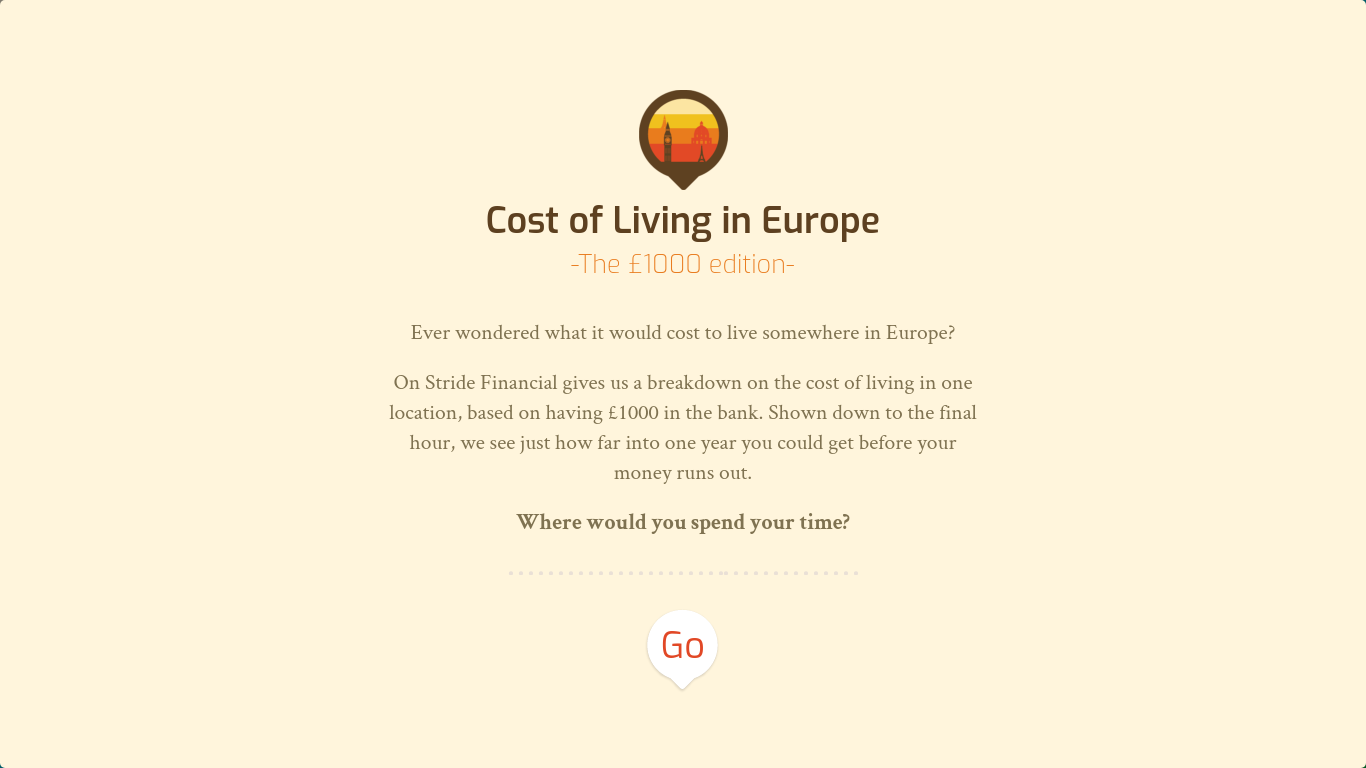 Cost of Living in Europe
-The £1000 edition-
Ever wondered what it would cost to live somewhere in Europe?
On Stride Financial gives us a breakdown on the cost of living in one
location, based on having £1000 in the bank. Shown down to the final
hour, we see just how far into one year you could get before your
money runs out.
Where would you spend your time?
Go